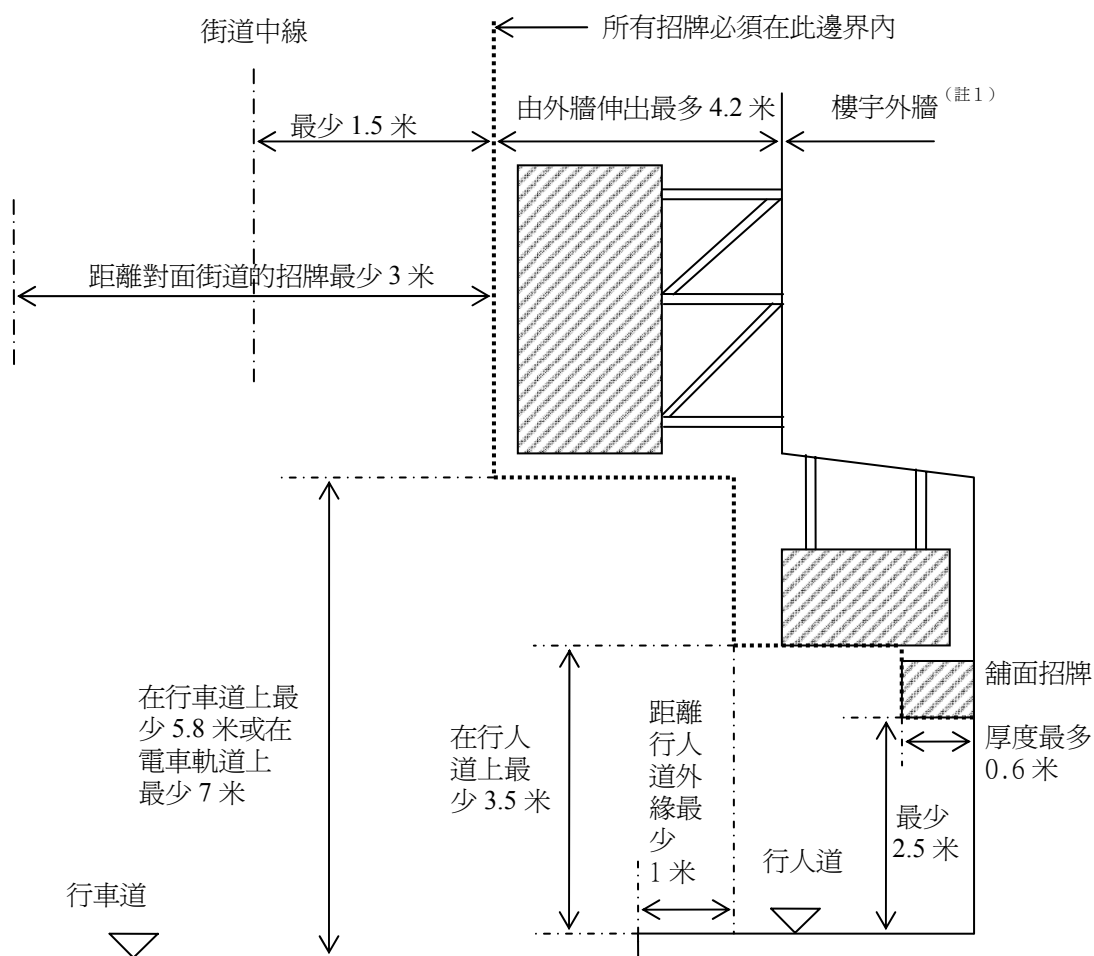 街道中線
所有招牌必須在此邊界內
由外牆伸出最多 4.2 米
樓宇外牆（註1）
最少 1.5 米
距離對面街道的招牌最少 3 米
在行車道上最
少 5.8 米或在
電車軌道上
最少 7 米
在行人
道上最
少 3.5 米
距離
行人
道外
緣最
少
1 米
舖面招牌
厚度最多
0.6 米
最少
2.5 米
行人道
行車道